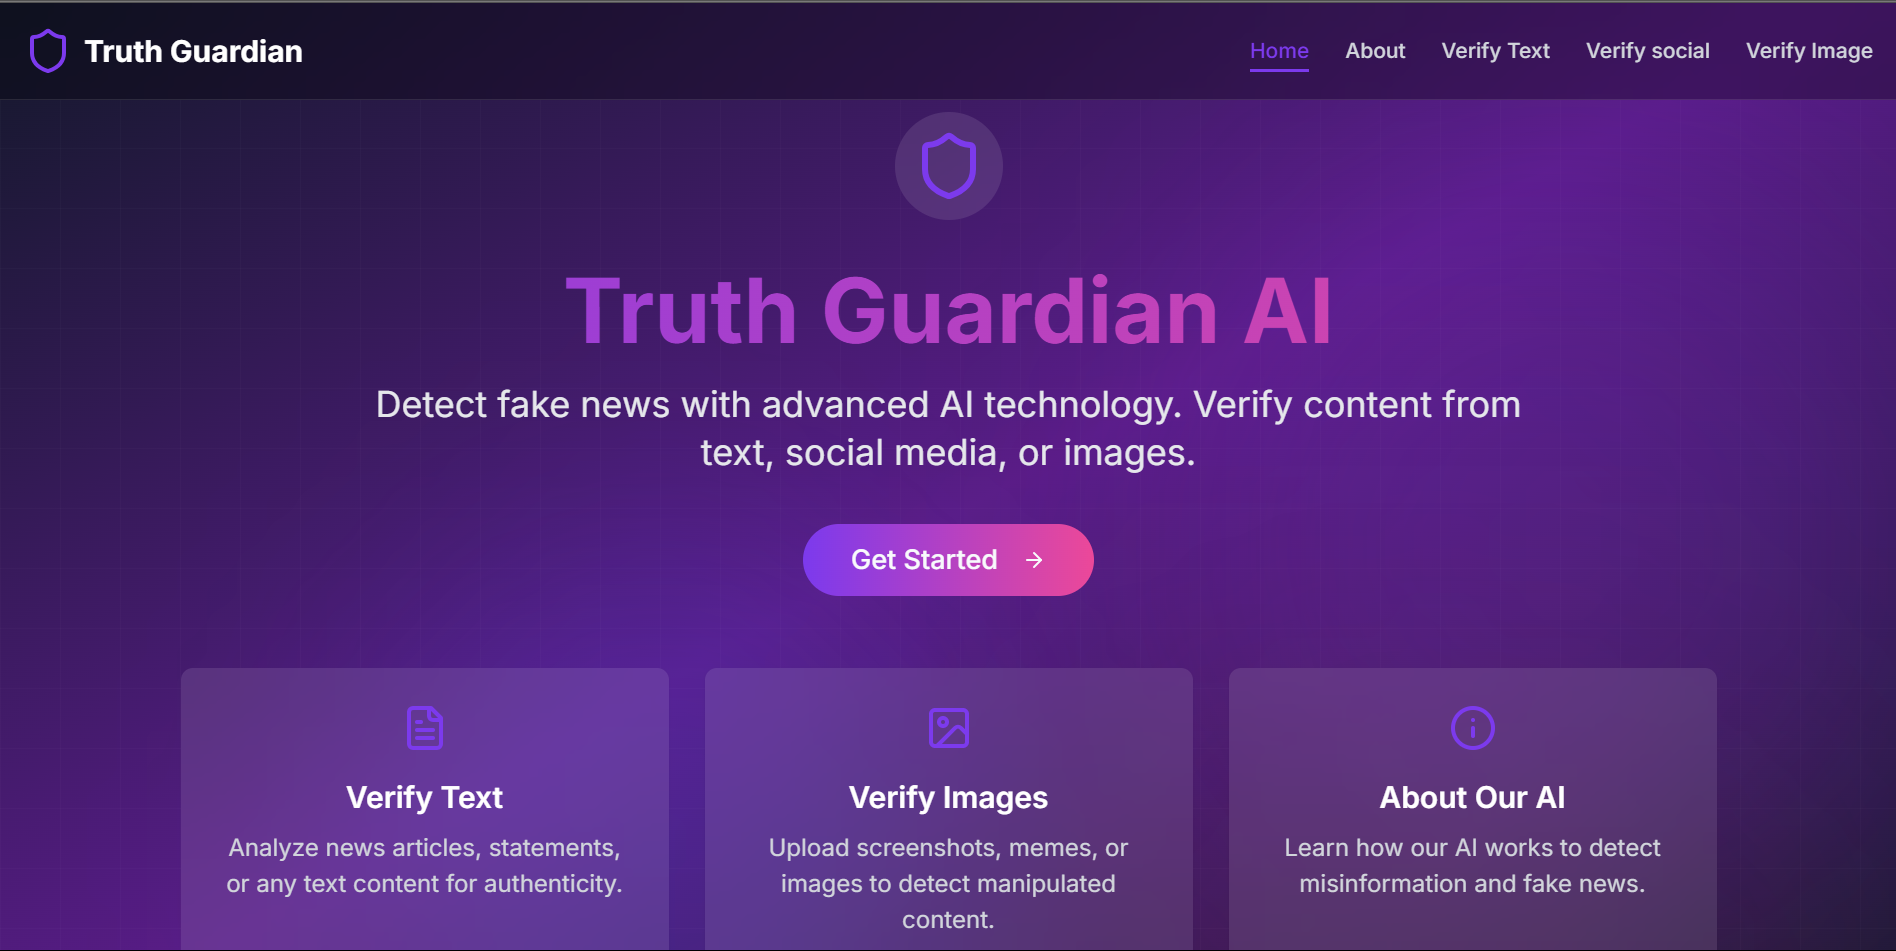 Truth Guardian
Home
About
Verify Text
Verify social
Verify Image
Truth Guardian AI
Detect fake news with advanced AI technology. Verify content from
text, social media, or images.
Get Started
Verify Text
Analyze news articles, statements,
or any text content for authenticity.
Verify Images
Upload screenshots, memes, or
images to detect manipulated
content.
About Our AI
Learn how our AI works to detect
misinformation and fake news.